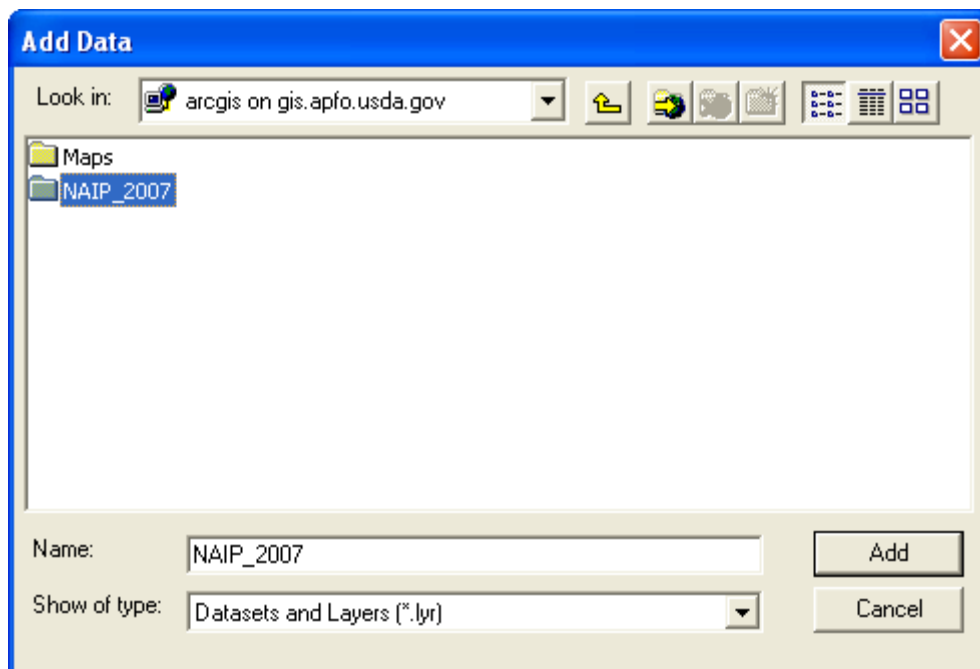 Add Data
Look in: arcgis on gis.apfo.usda.gov
Maps
NAIP_2007
Name: NAIP_2007 Add
Show of type: Datasets and Layers (*.lyr) Cancel